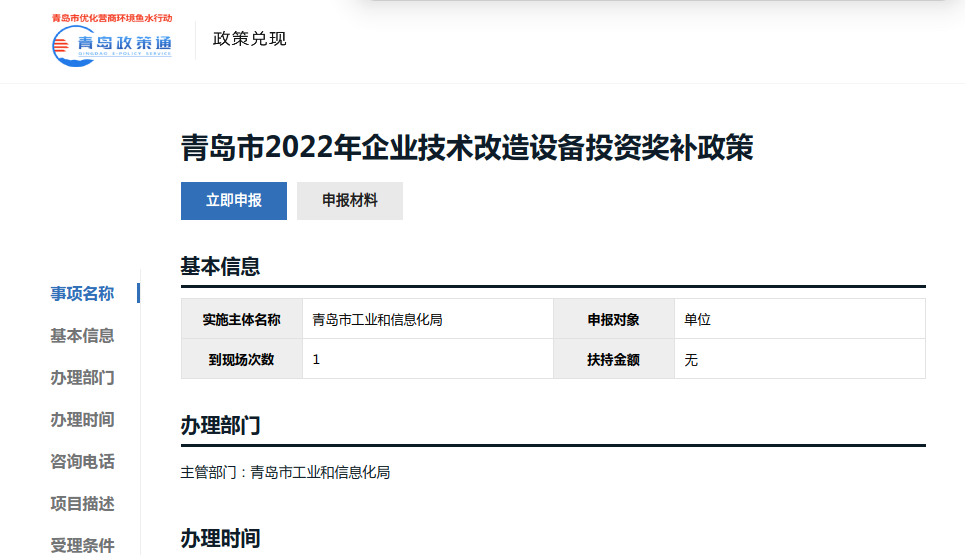 青岛市优化营商环境鱼水行动
青岛政策通
QINGDAO E-POLICY SERVICE
政策兑现
青岛市2022年企业技术改造设备投资奖补政策
立即申报 申报材料
基本信息
实施主体名称 青岛市工业和信息化局 申报对象 单位
到现场次数 1 扶持金额 无
办理部门
主管部门：青岛市工业和信息化局
办理时间
事项名称
基本信息
办理部门
办理时间
咨询电话
项目描述
受理条件